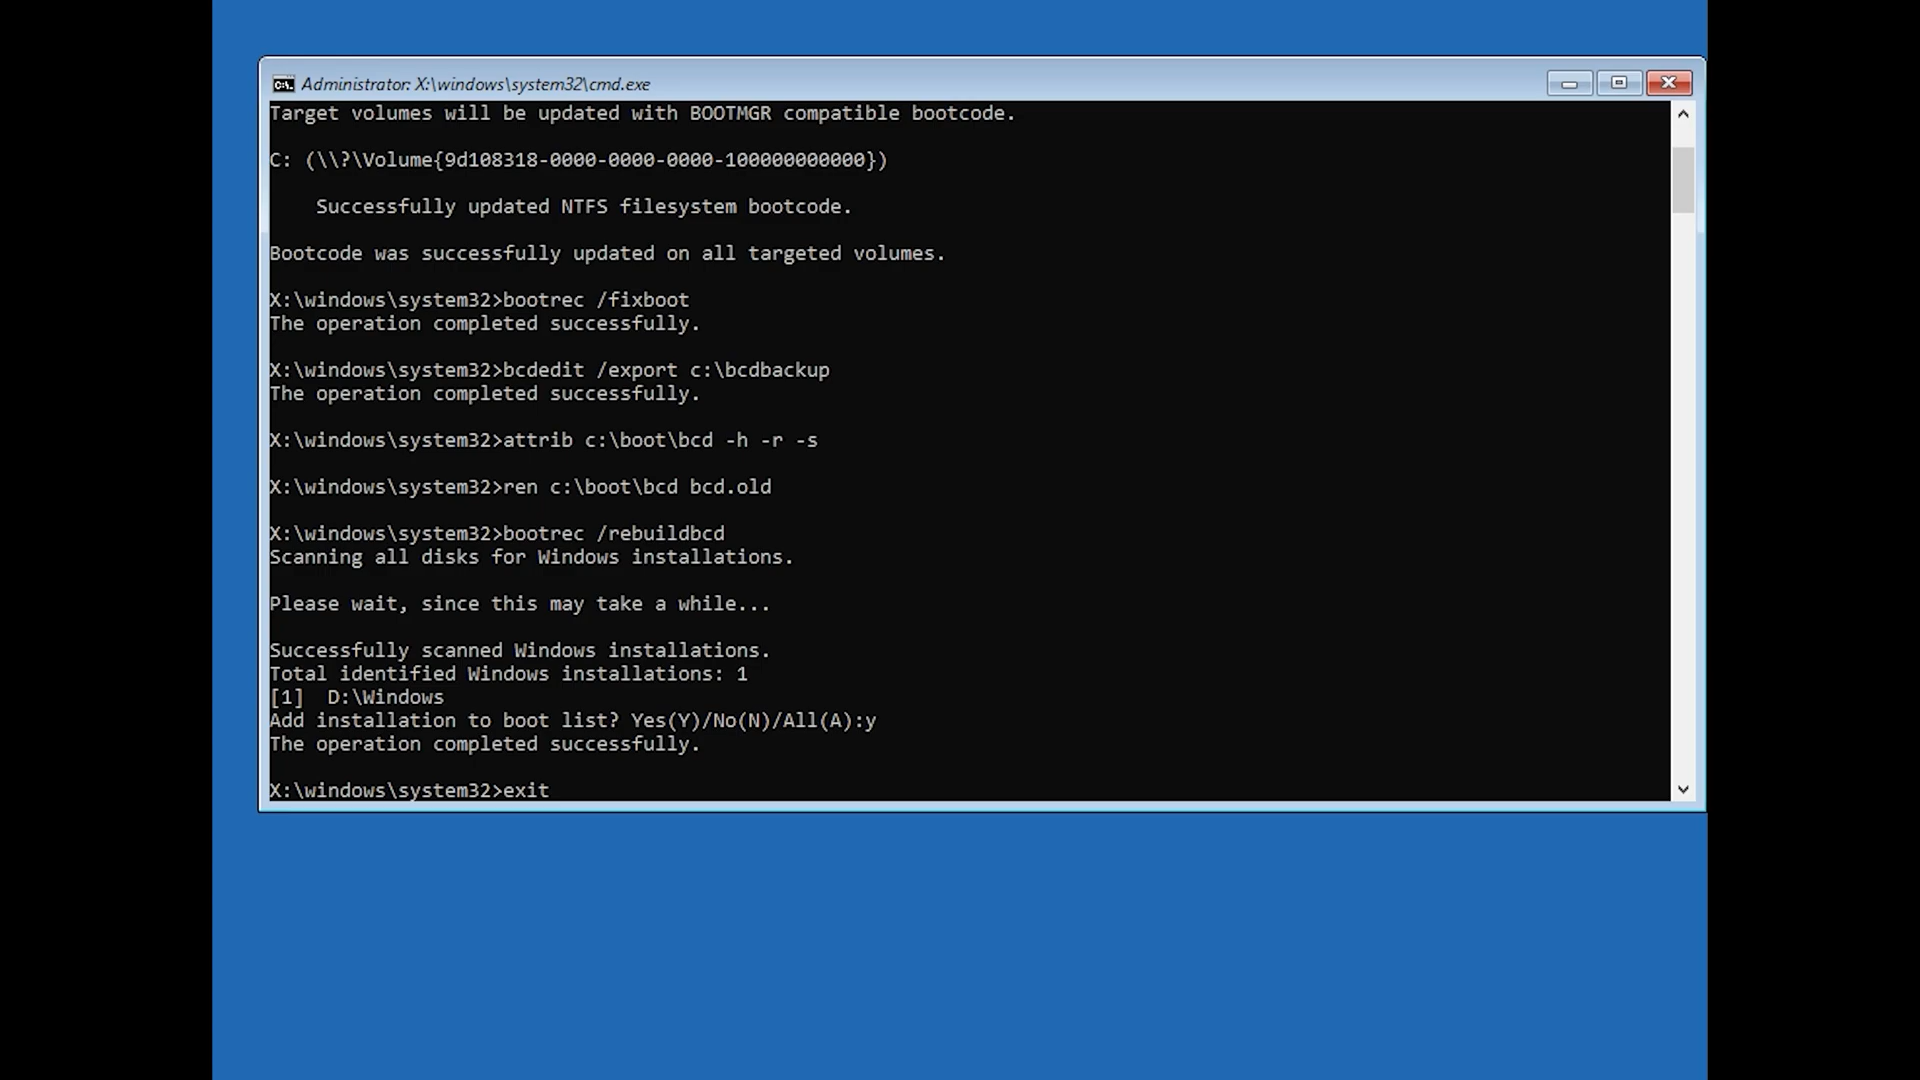 Administrator: X:\windows\system32\cmd.exe
Target volumes will be updated with BOOTMGR compatible bootcode.
C: (\\?\Volume{9d108318-0000-0000-0000-100000000000})
Successfully updated NTFS filesystem bootcode.
Bootcode was successfully updated on all targeted volumes.
X:\windows\system32>bootrec /fixboot
The operation completed successfully.
X:\windows\system32>bcdedit /export c:\bcdbackup
The operation completed successfully.
X:\windows\system32>attrib c:\boot\bcd -h -r -s
X:\windows\system32>ren c:\boot\bcd bcd.old
X:\windows\system32>bootrec /rebuildbcd
Scanning all disks for Windows installations.
Please wait, since this may take a while...
Successfully scanned Windows installations.
Total identified Windows installations: 1
[1]  D:\Windows
Add installation to boot list? Yes(Y)/No(N)/All(A):y
The operation completed successfully.
X:\windows\system32>exit